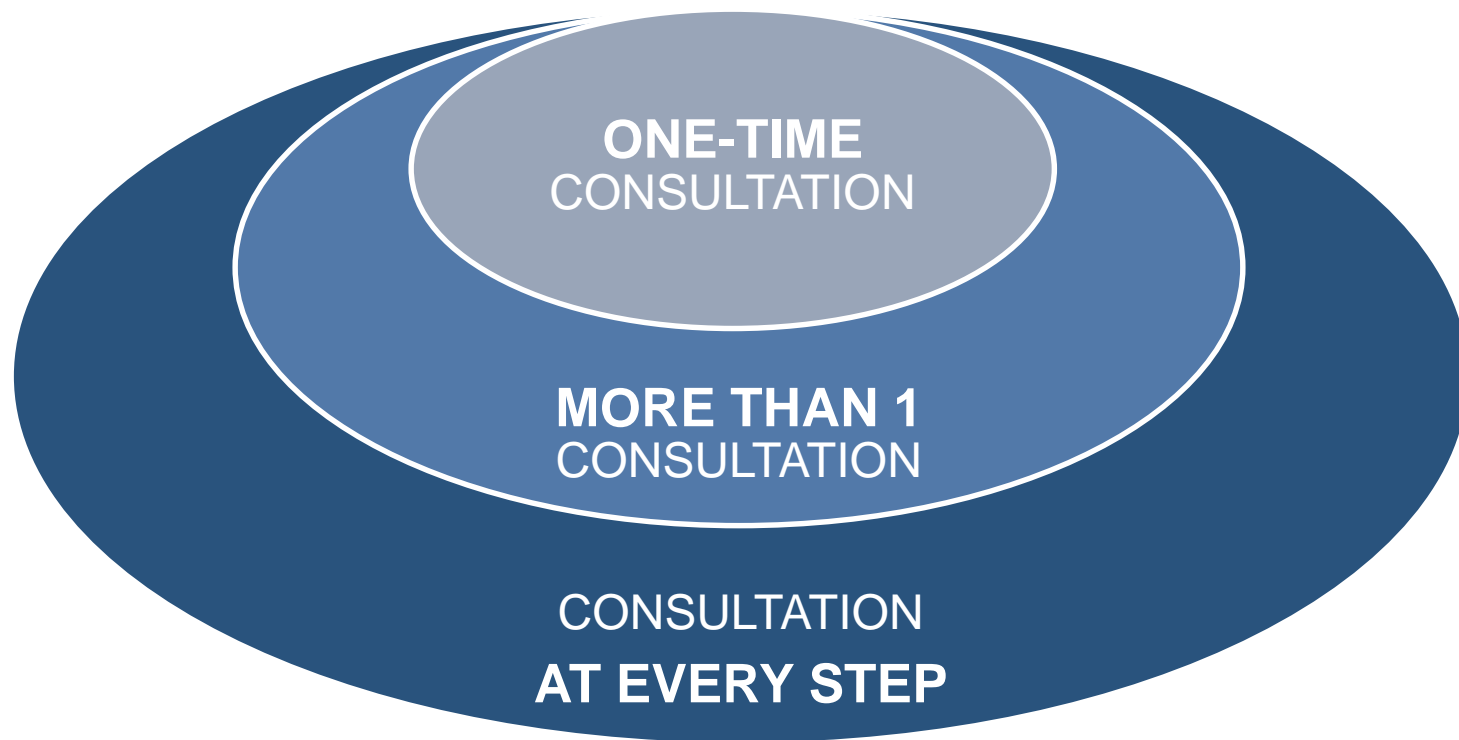 ONE-TIME
CONSULTATION
MORE THAN 1
CONSULTATION
CONSULTATION
AT EVERY STEP